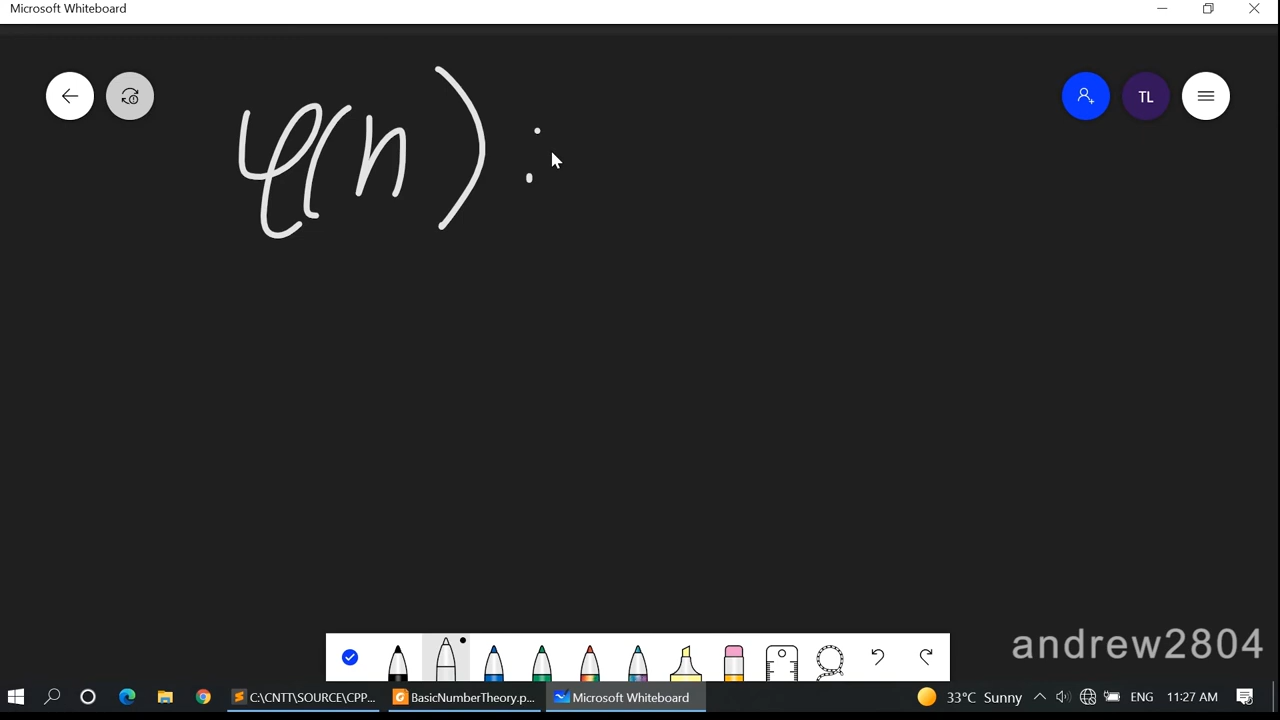 Microsoft Whiteboard
φ(n) :
TL
andrew2804
C:\CNTT\SOURCE\CPP...
BasicNumberTheory.p...
Microsoft Whiteboard
33°C Sunny
ENG
11:27 AM